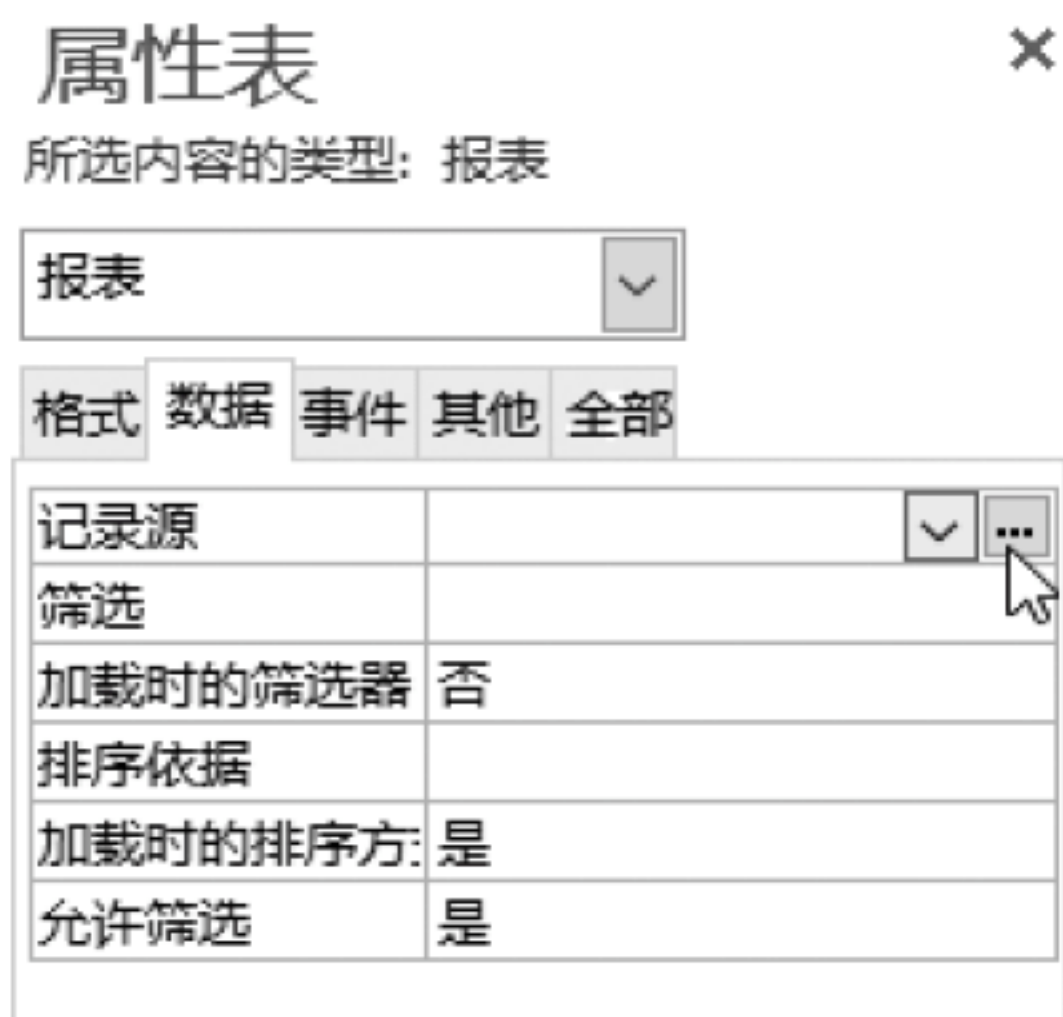 属性表
所选内容的类型: 报表
报表
格式 数据 事件 其他 全部
记录源
筛选
加载时的筛选器 否
排序依据
加载时的排序方 是
允许筛选 是